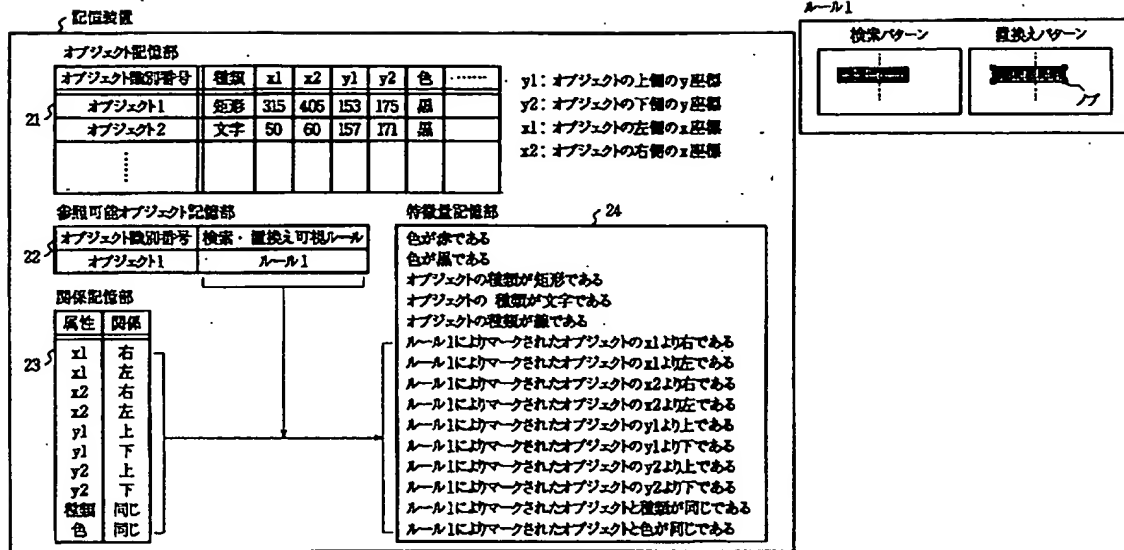 記憶装置
オブジェクト記憶部
オブジェクト識別番号 種類 x1 x2 y1 y2 色 ……
オブジェクト1 矩形 315 405 153 175 黒
オブジェクト2 文字 50 60 157 171 黒
21
y1: オブジェクトの上側のy座標
y2: オブジェクトの下側のy座標
x1: オブジェクトの左側のx座標
x2: オブジェクトの右側のx座標
参照可能オブジェクト記憶部
オブジェクト識別番号 検索・置換え可視ルール
22
オブジェクト1 ルール1
関係記憶部
属性 関係
23
x1 右
x1 左
x2 右
x2 左
y1 上
y1 下
y2 上
y2 下
種類 同じ
色 同じ
特徴量記憶部
24
色が赤である
色が黒である
オブジェクトの種類が矩形である
オブジェクトの 種類が文字である
オブジェクトの種類が線である
ルール1によりマークされたオブジェクトのx1より右である
ルール1によりマークされたオブジェクトのx1より左である
ルール1によりマークされたオブジェクトのx2より右である
ルール1によりマークされたオブジェクトのx2より左である
ルール1によりマークされたオブジェクトのy1より上である
ルール1によりマークされたオブジェクトのy1より下である
ルール1によりマークされたオブジェクトのy2より上である
ルール1によりマークされたオブジェクトのy2より下である
ルール1によりマークされたオブジェクトと種類が同じである
ルール1によりマークされたオブジェクトと色が同じである
ルール1
検索パターン 置換えパターン
ノブ